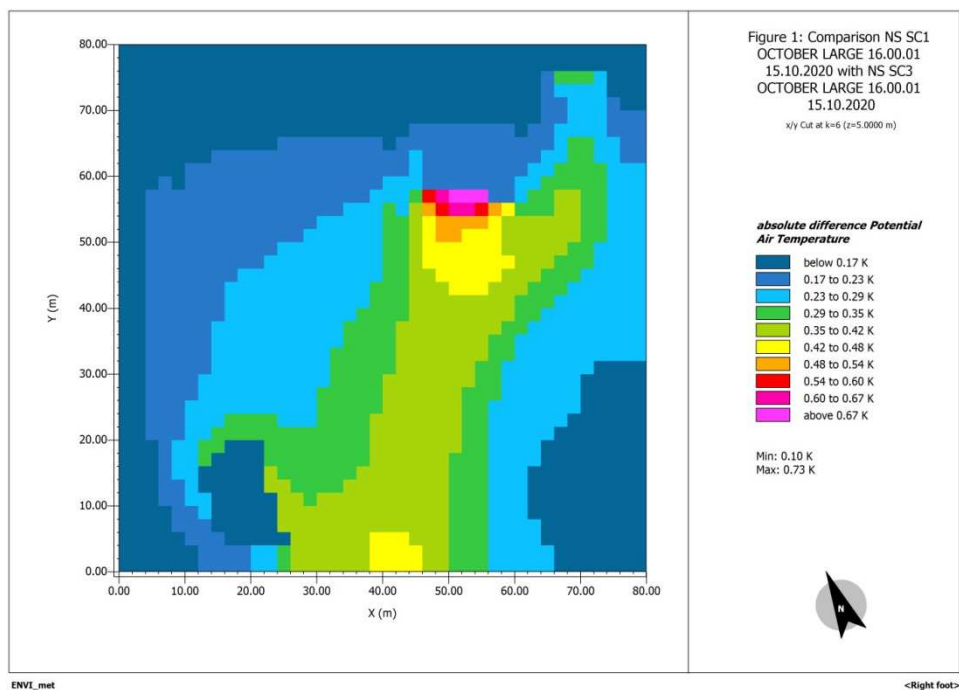 Figure 1: Comparison NS SC1
OCTOBER LARGE 16.00.01
15.10.2020 with NS SC3
OCTOBER LARGE 16.00.01
15.10.2020
x/y Cut at k=6 (z=5.0000 m)
80.00
70.00
60.00
50.00
40.00
30.00
20.00
10.00
0.00
Y (m)
0.00 10.00 20.00 30.00 40.00 50.00 60.00 70.00 80.00
X (m)
absolute difference Potential
Air Temperature
below 0.17 K
0.17 to 0.23 K
0.23 to 0.29 K
0.29 to 0.35 K
0.35 to 0.42 K
0.42 to 0.48 K
0.48 to 0.54 K
0.54 to 0.60 K
0.60 to 0.67 K
above 0.67 K
Min: 0.10 K
Max: 0.73 K
N
ENVI_met
<Right foot>